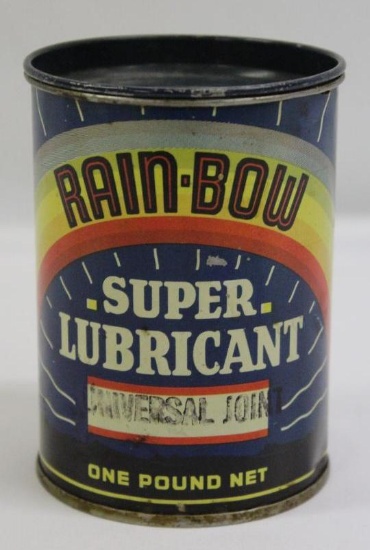 RAIN-BOW
SUPER
LUBRICANT
UNIVERSAL JOINT
ONE POUND NET